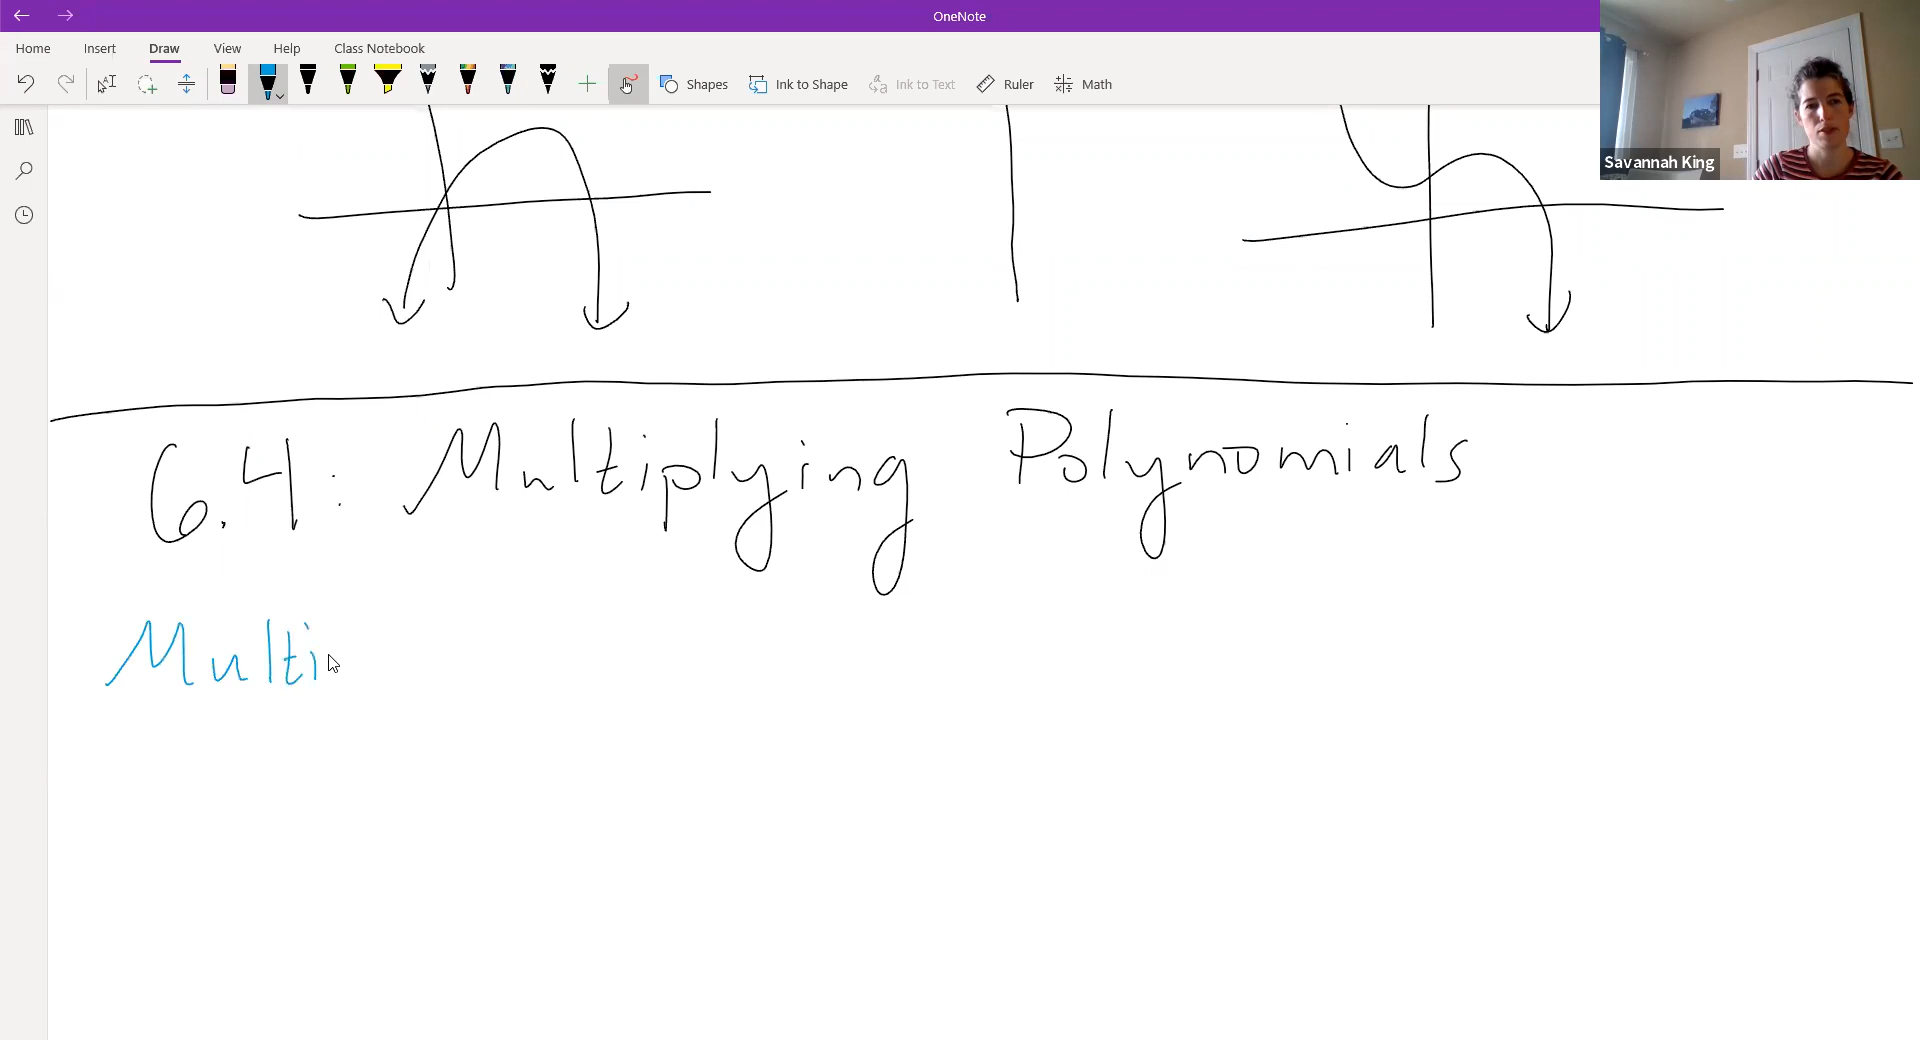 OneNote
Home Insert Draw View Help Class Notebook
Shapes Ink to Shape Ink to Text Ruler Math
Savannah King
6.4: Multiplying Polynomials
Multi